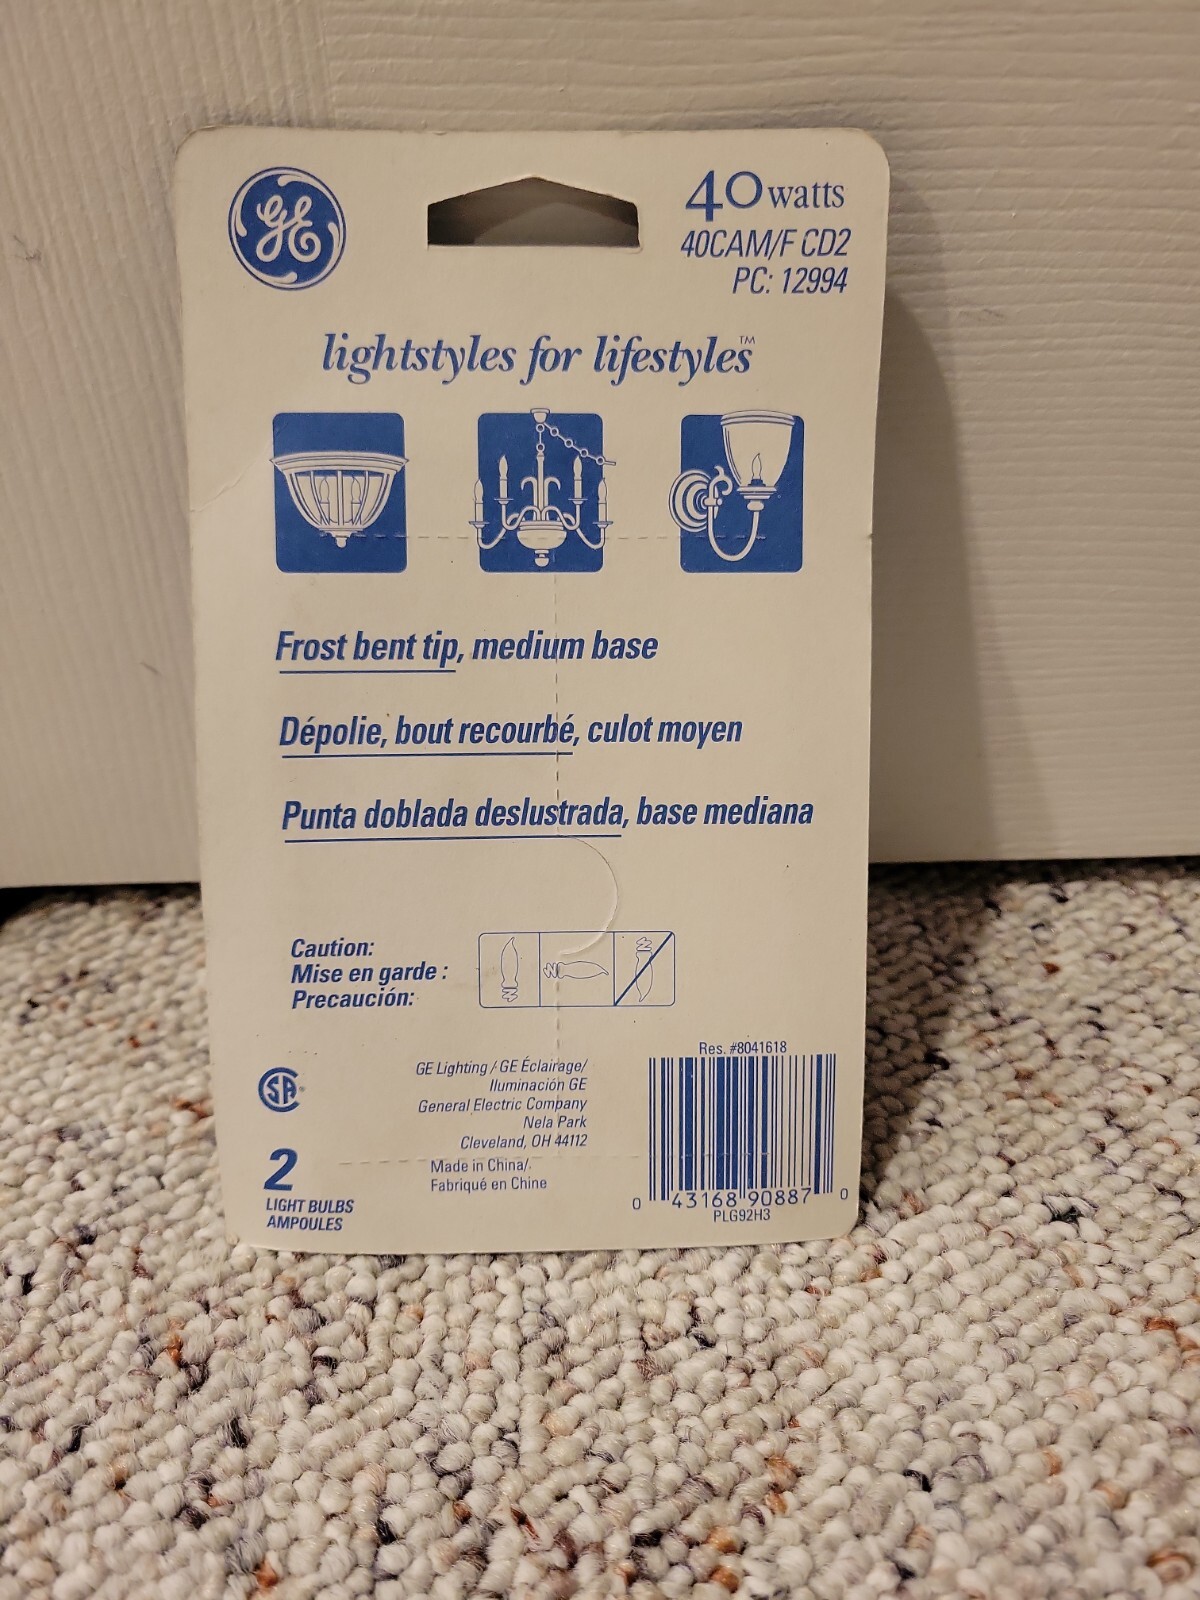 GE
40 watts
40CAM/F CD2
PC: 12994
lightstyles for lifestyles™
Frost bent tip, medium base
Dépolie, bout recourbé, culot moyen
Punta doblada deslustrada, base mediana
Caution:
Mise en garde :
Precaución:
SA
2
LIGHT BULBS
AMPOULES
GE Lighting / GE Éclairage/
Iluminación GE
General Electric Company
Nela Park
Cleveland, OH 44112
Made in China/
Fabriqué en Chine
Res. #8041618
0 43168 90887 0
PLG92H3